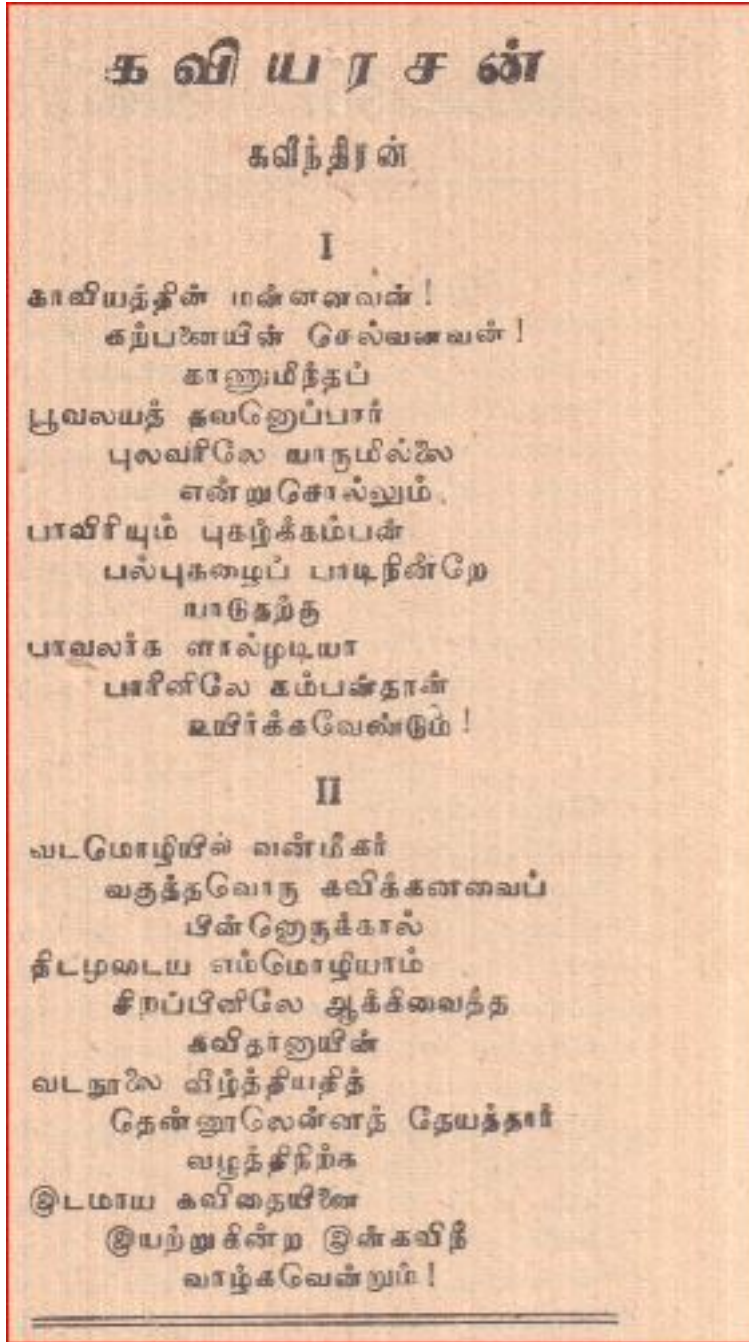 கவியரசன்
கவீந்திரன்
I
காவியத்தின் மன்னனவன் !
கற்பனையின் செல்வனவன் !
காணுமிந்தப்
பூவலயத் தவனொப்பார்
புலவரிலே யாருமில்லை
என்றுசொல்லும்
பாவிரியும் புகழ்க்கம்பன்
பல்புகழைப் பாடிநின்றே
யாடுதற்கு
பாவலர்க ளால்முடியா
பாரினிலே கம்பன்தான்
உயிர்க்கவேண்டும் !
II
வடமொழியில் வன்மீகர்
வகுத்தவொரு கவிக்கனவைப்
பின்னொருக்கால்
திடமுடைய எம்மொழியாம்
சிறப்பினிலே ஆக்கிவைத்த
கவிதானுயின்
வடநூலை வீழ்த்தியதித்
தென்னூலென்னத் தேயத்தார்
வழுத்திநிற்க
இடமாய கவிதையினை
இயற்றுகின்ற இன்கவிநீ
வாழ்கவென்றும் !